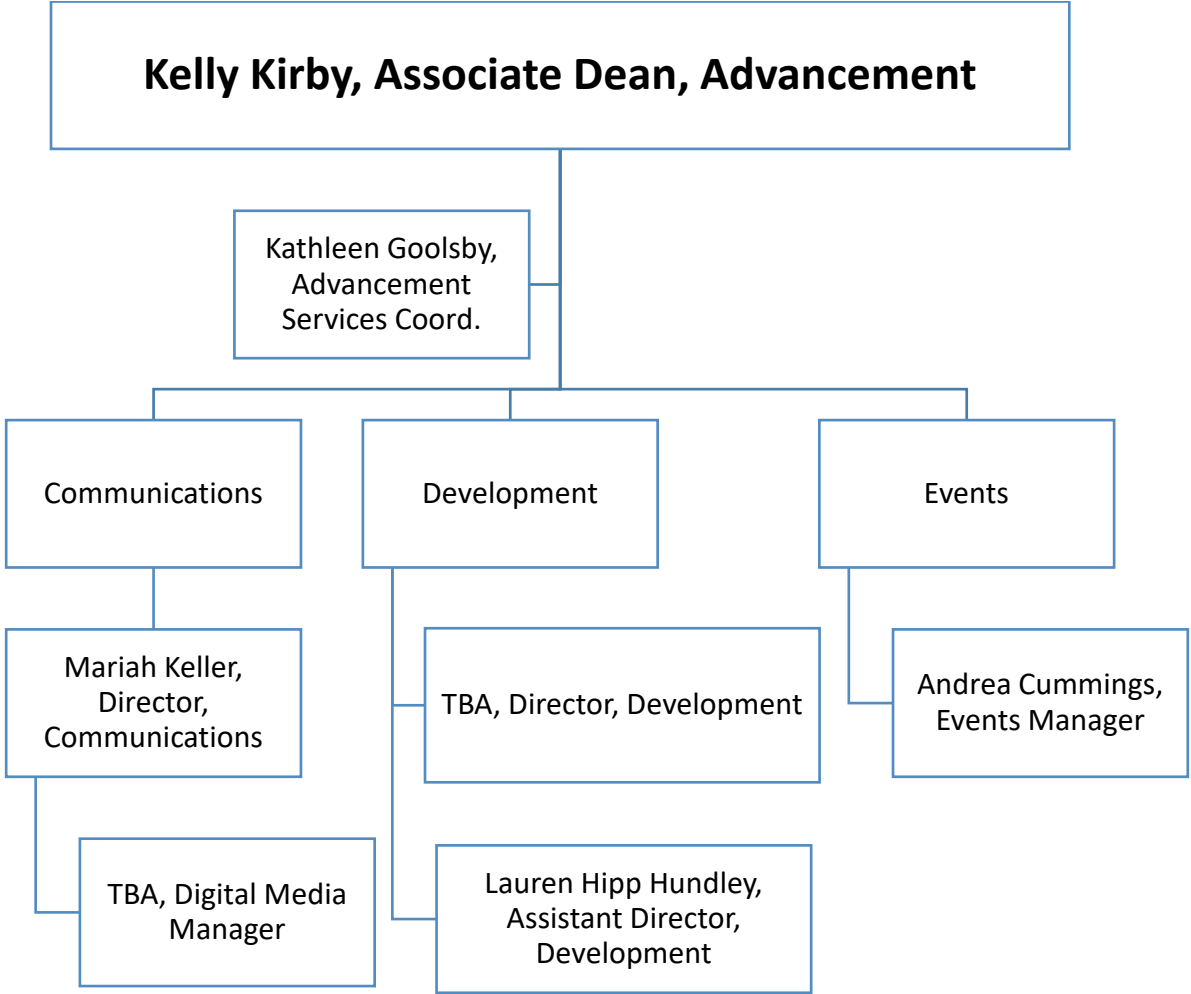 Kelly Kirby, Associate Dean, Advancement
Kathleen Goolsby,
Advancement
Services Coord.
Communications
Development
Events
Mariah Keller,
Director,
Communications
TBA, Digital Media
Manager
TBA, Director, Development
Lauren Hipp Hundley,
Assistant Director,
Development
Andrea Cummings,
Events Manager